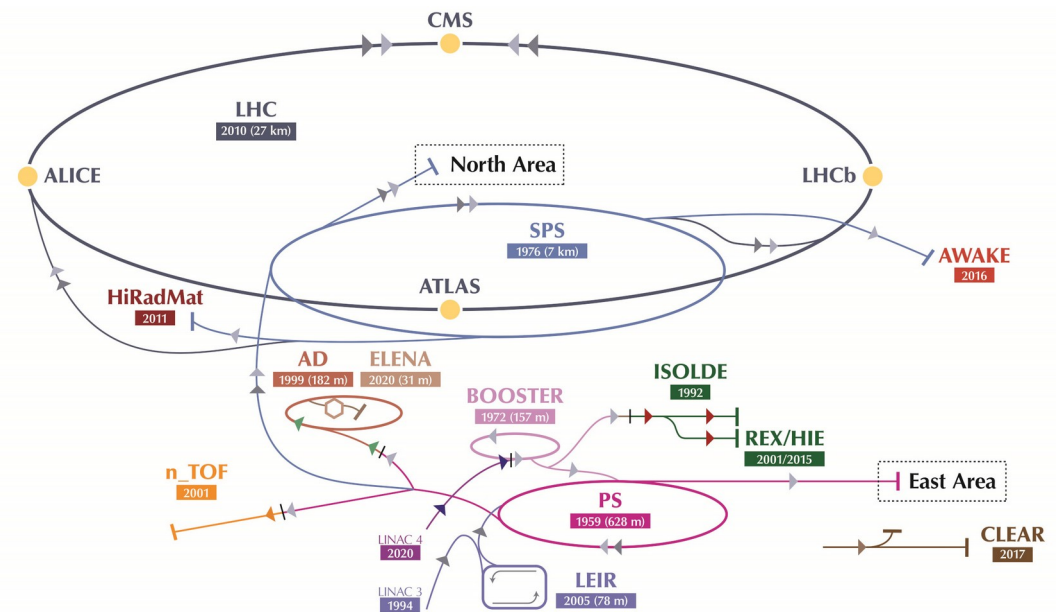 CMS
LHC
2010 (27 km)
North Area
ALICE
LHCb
SPS
1976 (7 km)
AWAKE
2016
ATLAS
HiRadMat
2011
AD
1999 (182 m)
ELENA
2020 (31 m)
ISOLDE
1992
BOOSTER
1972 (157 m)
REX/HIE
2001/2015
n_TOF
2001
East Area
PS
1959 (628 m)
LINAC 4
2020
CLEAR
2017
LINAC 3
1994
LEIR
2005 (78 m)